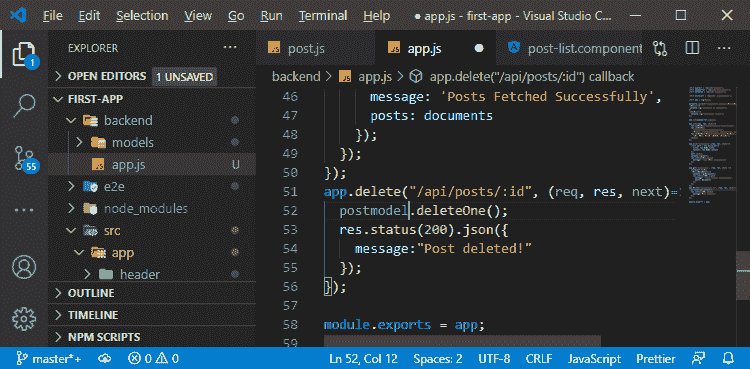 File Edit Selection View Go Run Terminal Help app.js - first-app - Visual Studio C...
EXPLORER ...
OPEN EDITORS 1 UNSAVED
FIRST-APP
backend
models
app.js U
e2e
node_modules
src
app
header
OUTLINE
TIMELINE
NPM SCRIPTS
1
55
JS post.js JS app.js ● post-list.component
backend > JS app.js > app.delete("/api/posts/:id") callback
46 message: 'Posts Fetched Successfully',
47 posts: documents
48 });
49 });
50 });
51 app.delete("/api/posts/:id", (req, res, next)=
52 postmodel.deleteOne();
53 res.status(200).json({
54 message:"Post deleted!"
55 });
56 });
57
58 module.exports = app;
59
master*+ 0 0 Ln 52, Col 12 Spaces: 2 UTF-8 CRLF JavaScript Prettier